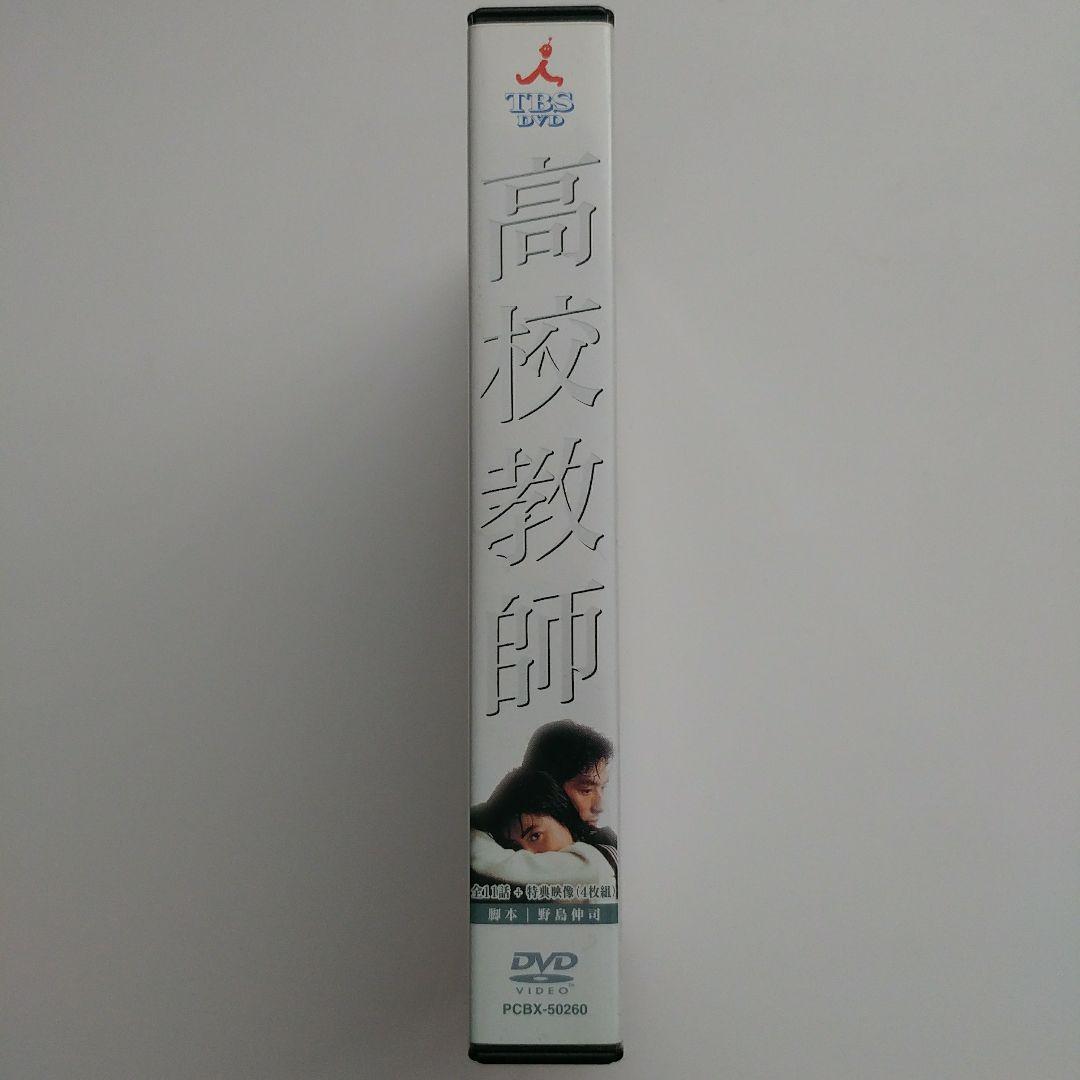 TBS
DVD
高校教師
全11話+特典映像(4枚組)
脚本|野島伸司
DVD
VIDEO™
PCBX-50260